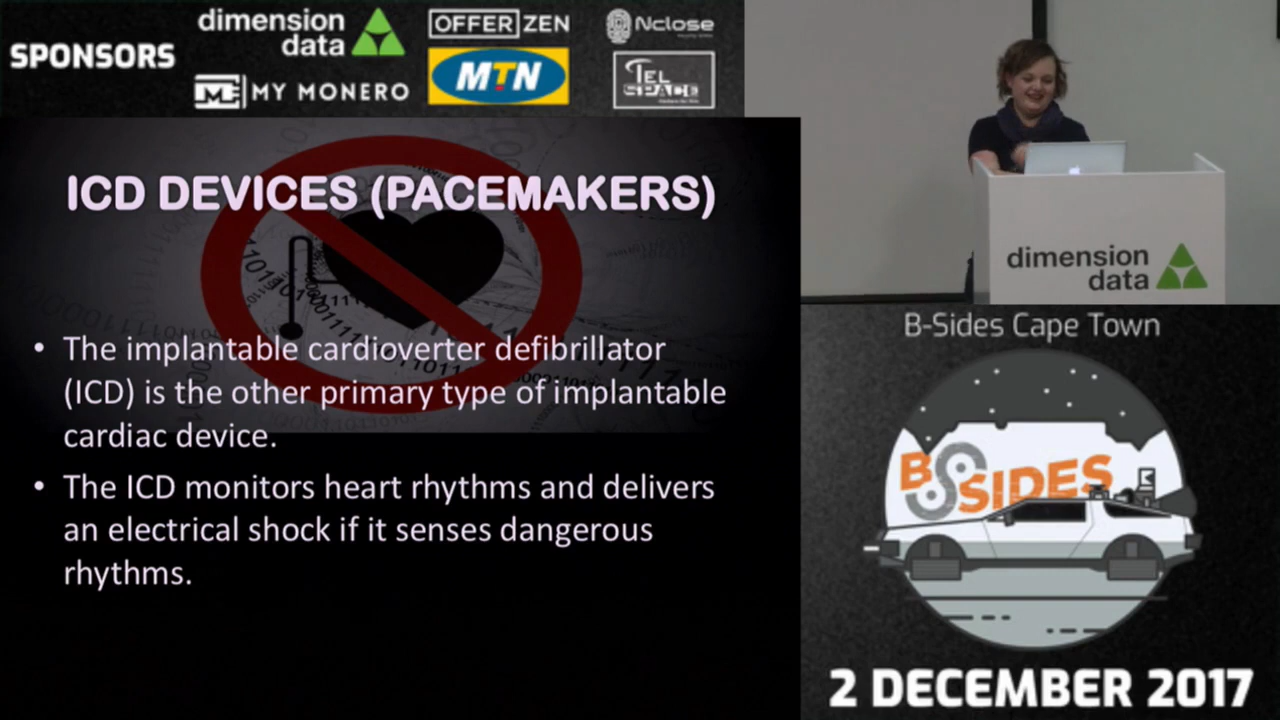 SPONSORS
dimension
data
MY MONERO
OFFERZEN
MTN
Nclose
TEL
SPACE
ICD DEVICES (PACEMAKERS)
• The implantable cardioverter defibrillator
(ICD) is the other primary type of implantable
cardiac device.
• The ICD monitors heart rhythms and delivers
an electrical shock if it senses dangerous
rhythms.
dimension
data
B-Sides Cape Town
B SIDES
2 DECEMBER 2017